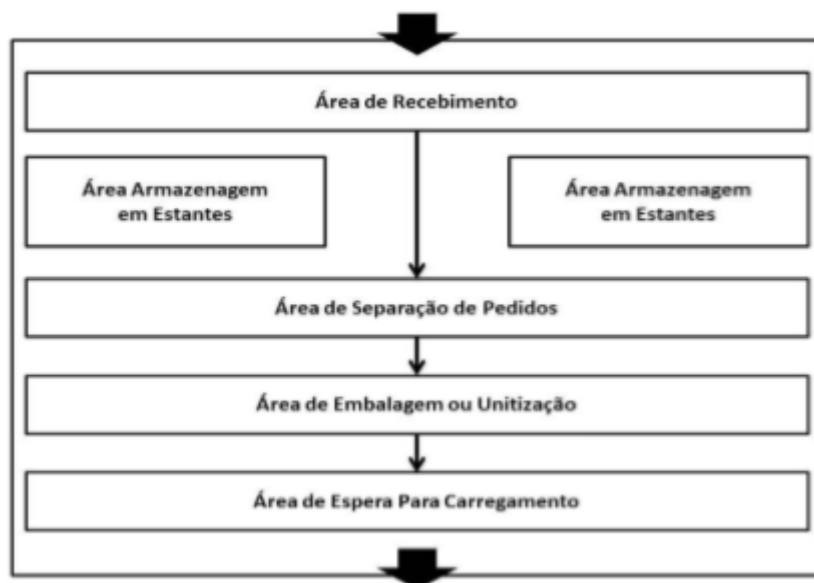 Área de Recebimento
Área Armazenagem
em Estantes
Área Armazenagem
em Estantes
Área de Separação de Pedidos
Área de Embalagem ou Unitização
Área de Espera Para Carregamento